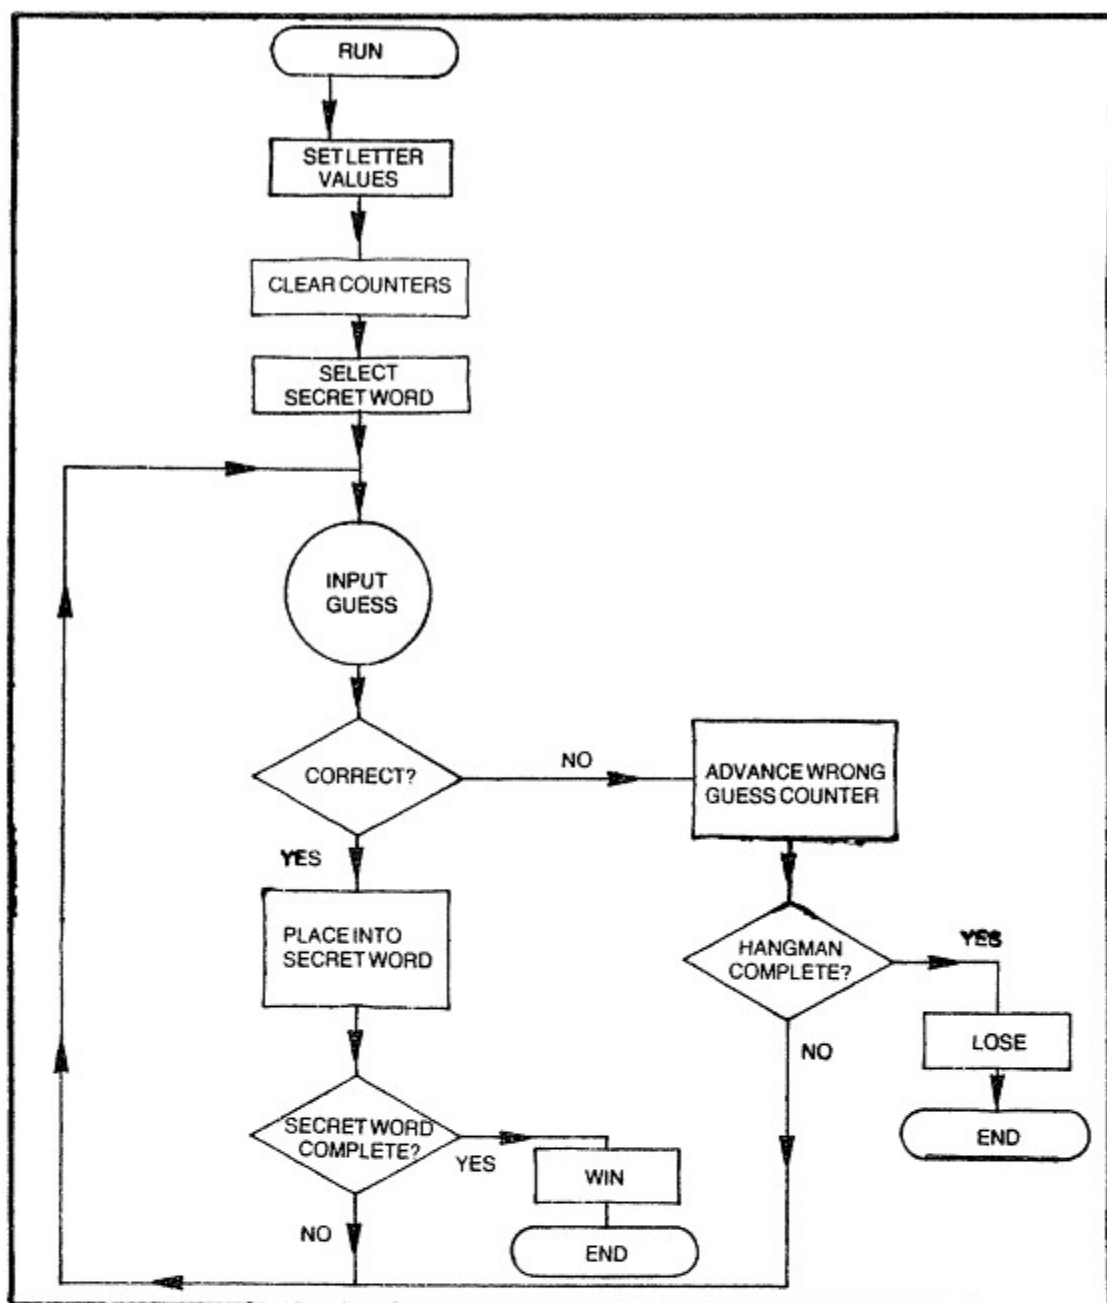 RUN
SET LETTER
VALUES
CLEAR COUNTERS
SELECT
SECRET WORD
INPUT
GUESS
CORRECT?
NO
ADVANCE WRONG
GUESS COUNTER
YES
PLACE INTO
SECRET WORD
HANGMAN
COMPLETE?
YES
LOSE
END
NO
SECRET WORD
COMPLETE?
YES
WIN
END
NO